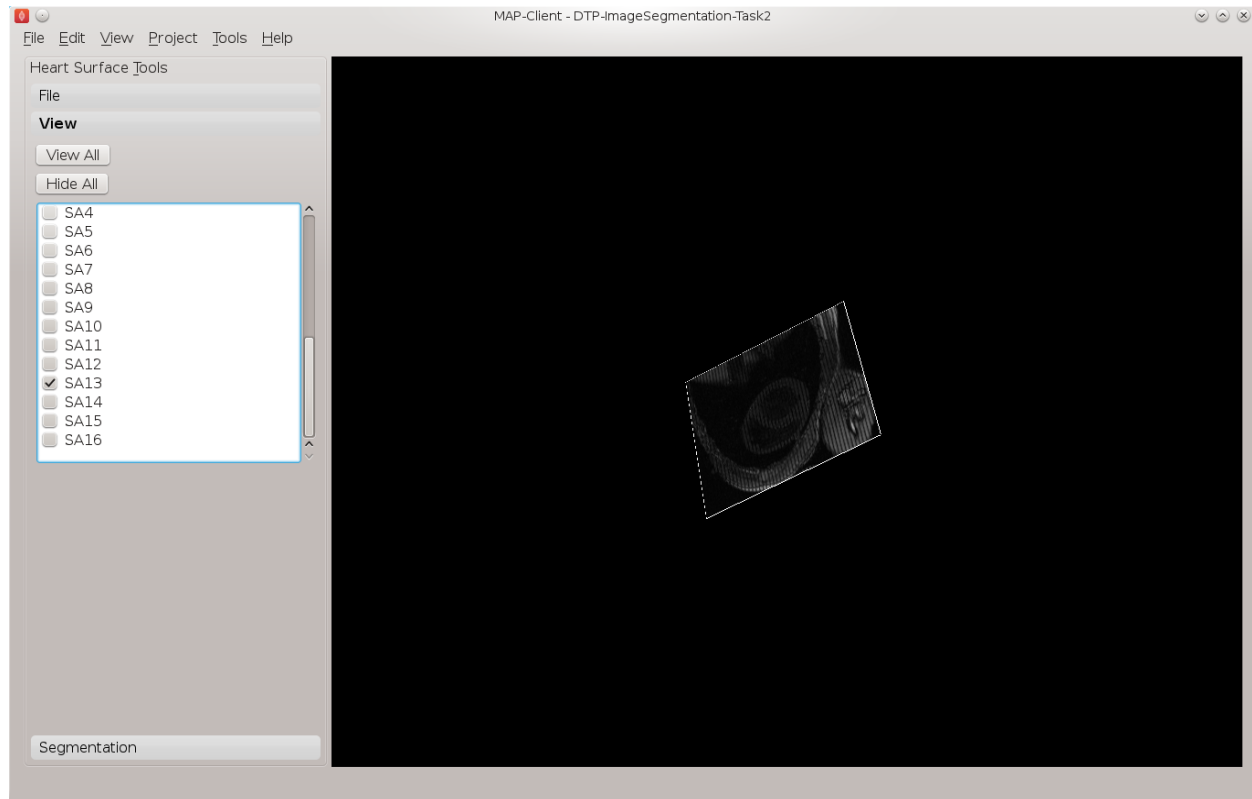 MAP-Client - DTP-ImageSegmentation-Task2
File Edit View Project Tools Help
Heart Surface Tools
File
View
View All
Hide All
SA4
SA5
SA6
SA7
SA8
SA9
SA10
SA11
SA12
SA13
SA14
SA15
SA16
Segmentation